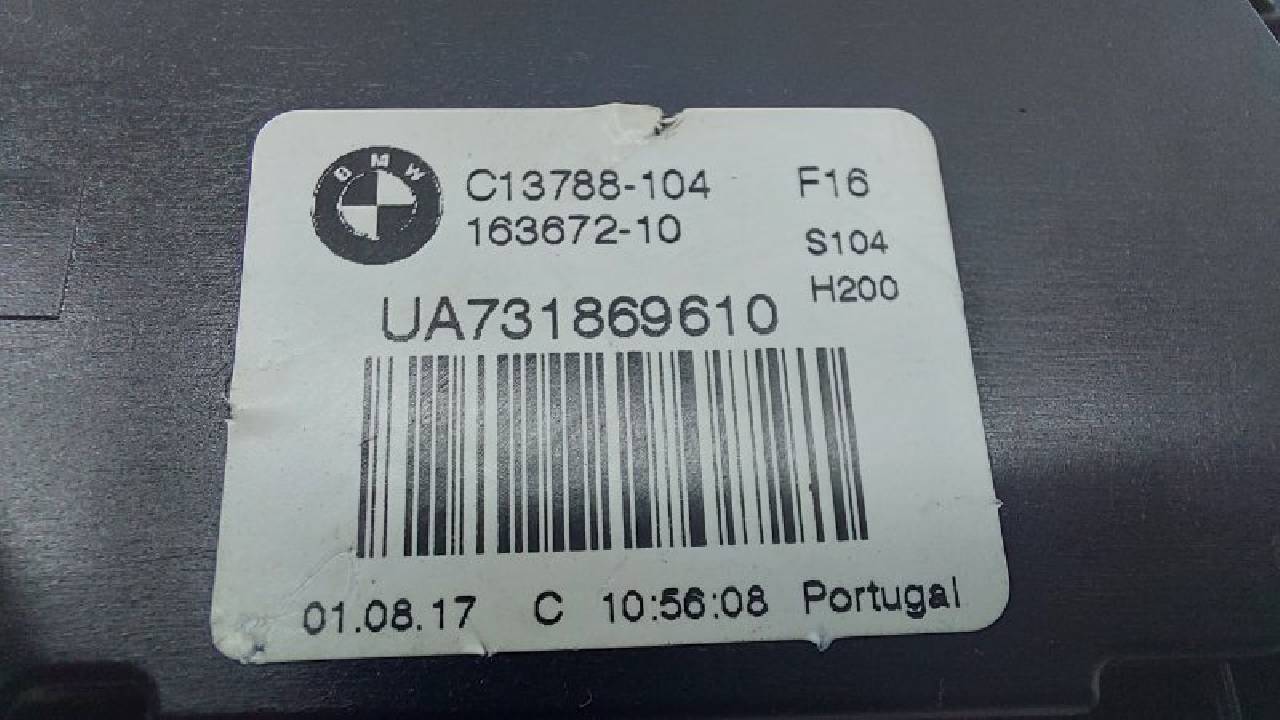 BMW
C13788-104 F16
163672-10 S104
H200
UA731869610
01.08.17 C 10:56:08 Portugal